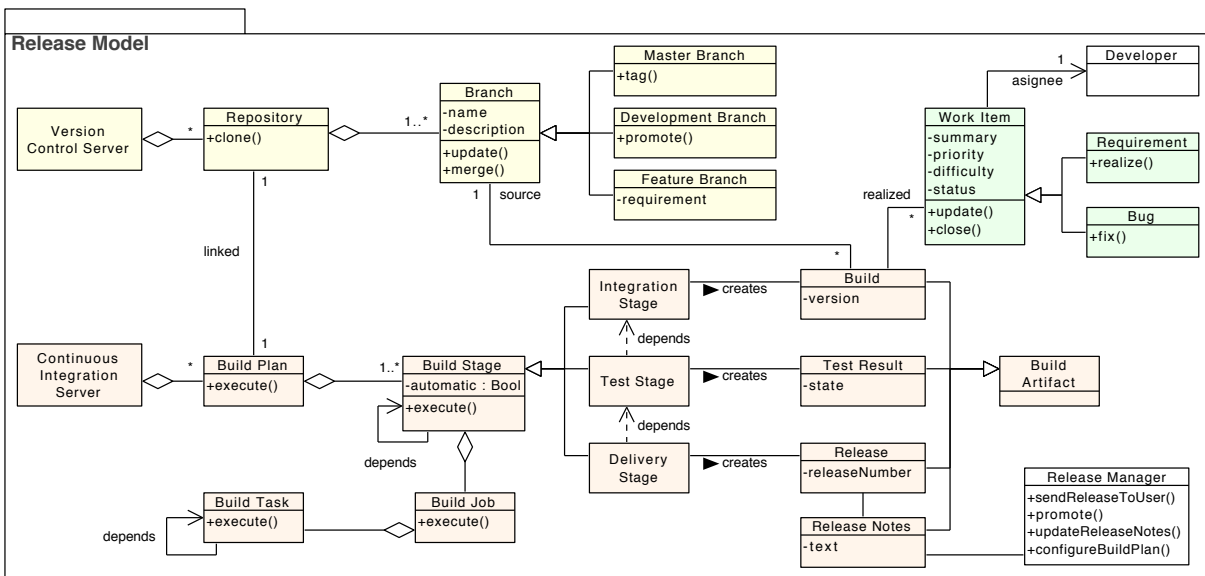 Release Model
Version
Control Server
*
Repository
+clone()
1..*
Branch
-name
-description
+update()
+merge()
Master Branch
+tag()
Development Branch
+promote()
Feature Branch
-requirement
1
asignee
Developer
Work Item
-summary
-priority
-difficulty
-status
+update()
+close()
Requirement
+realize()
Bug
+fix()
1
linked
1
1
source
*
realized
*
Continuous
Integration
Server
*
Build Plan
+execute()
1..*
Build Stage
-automatic : Bool
+execute()
depends
Integration
Stage
creates
Build
-version
depends
Test Stage
creates
Test Result
-state
Build
Artifact
depends
Delivery
Stage
creates
Release
-releaseNumber
Build Task
+execute()
depends
Build Job
+execute()
Release Notes
-text
Release Manager
+sendReleaseToUser()
+promote()
+updateReleaseNotes()
+configureBuildPlan()